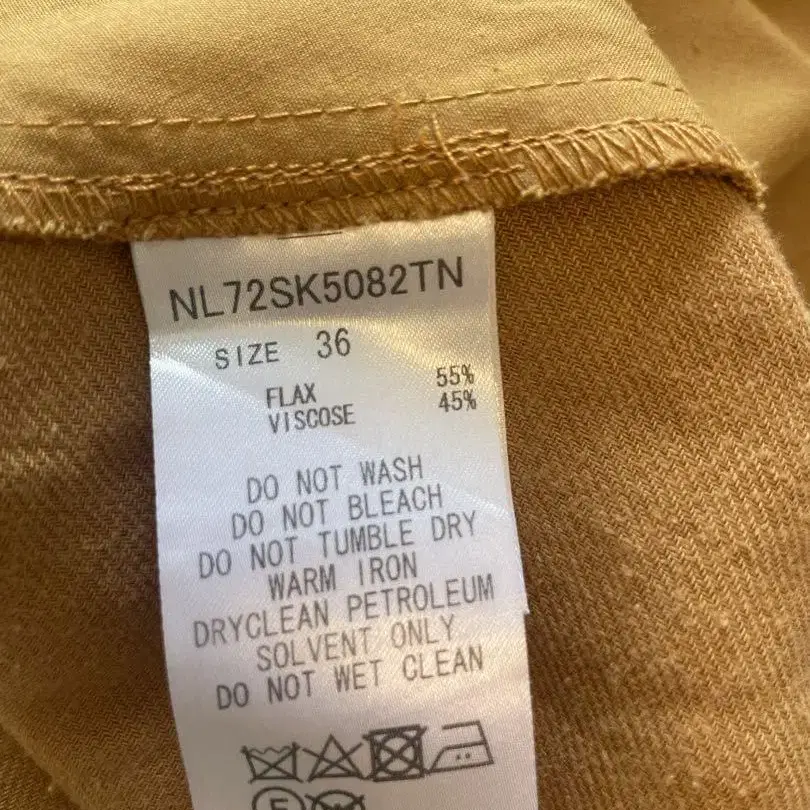 NL72SK5082TN
SIZE 36
FLAX 55%
VISCOSE 45%
DO NOT WASH
DO NOT BLEACH
DO NOT TUMBLE DRY
WARM IRON
DRYCLEAN PETROLEUM
SOLVENT ONLY
DO NOT WET CLEAN